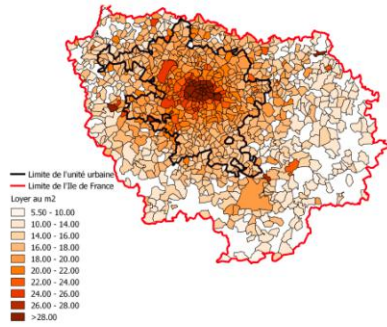 Limite de l'unité urbaine
Limite de l'Ile de France
Loyer au m2
5.50 - 10.00
10.00 - 14.00
14.00 - 16.00
16.00 - 18.00
18.00 - 20.00
20.00 - 22.00
22.00 - 24.00
24.00 - 26.00
26.00 - 28.00
>28.00